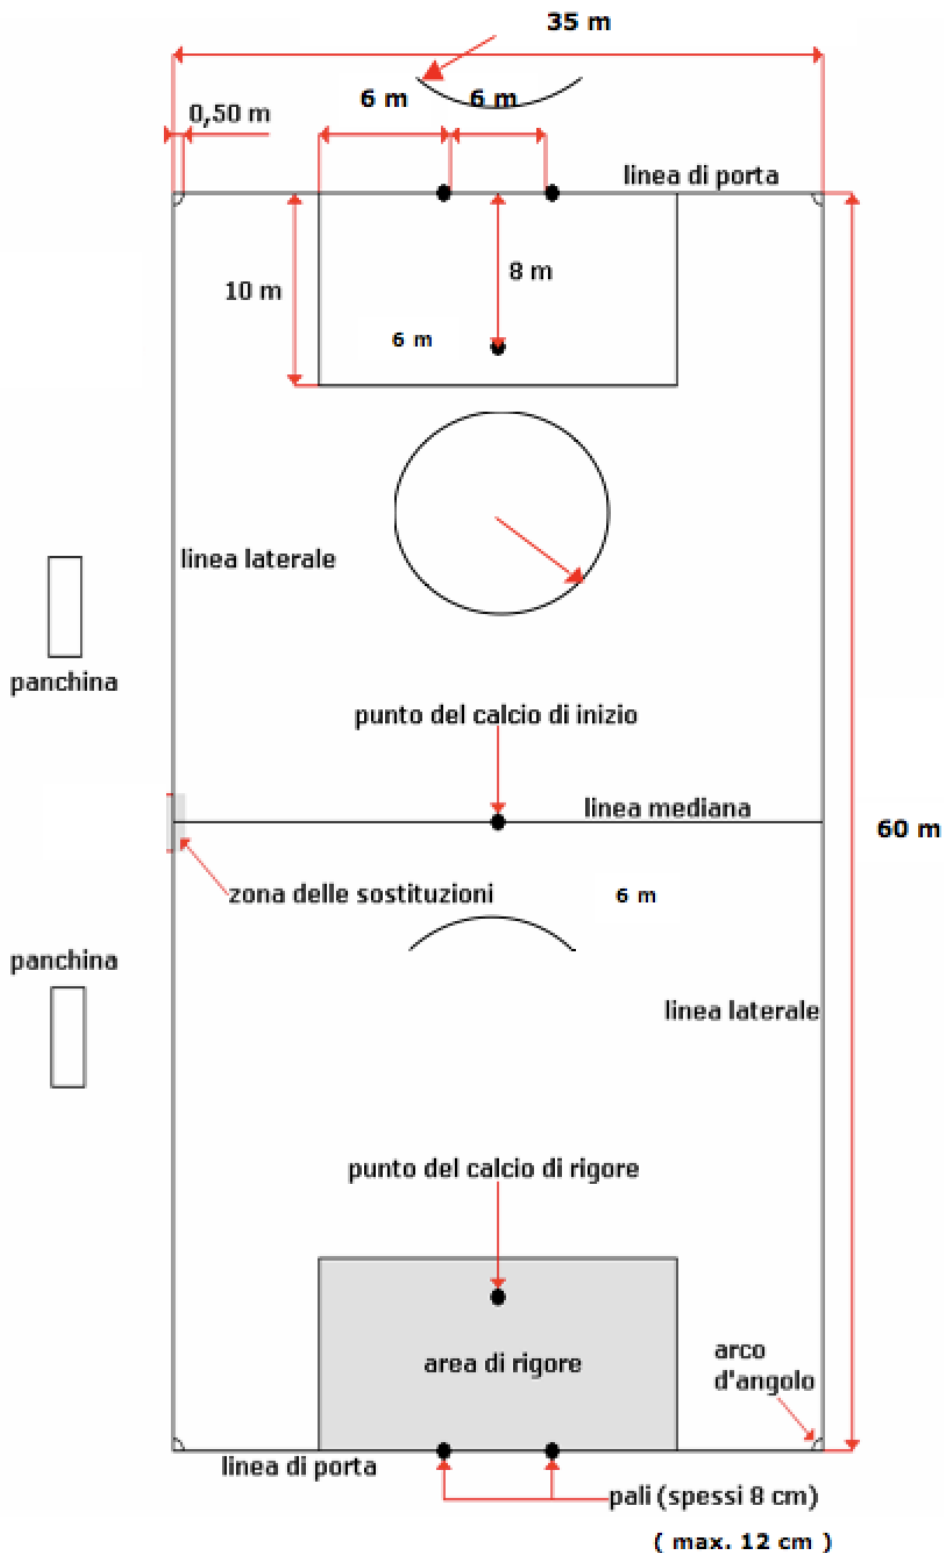 35 m
6 m
6 m
0,50 m
linea di porta
8 m
10 m
6 m
linea laterale
panchina
punto del calcio di inizio
linea mediana
60 m
zona delle sostituzioni
6 m
panchina
linea laterale
punto del calcio di rigore
arco
d'angolo
area di rigore
linea di porta
pali (spessi 8 cm)
( max. 12 cm )